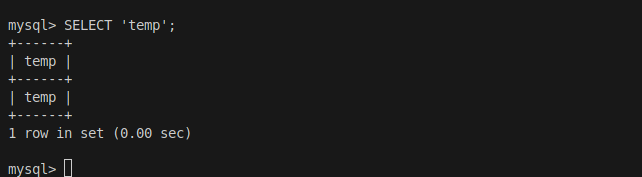 mysql> SELECT 'temp';
+------+
| temp |
+------+
| temp |
+------+
1 row in set (0.00 sec)
mysql>